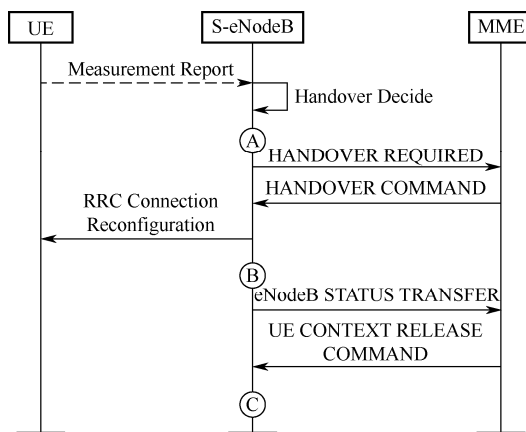 UE
S-eNodeB
MME
Measurement Report
Handover Decide
A
HANDOVER REQUIRED
HANDOVER COMMAND
RRC Connection
Reconfiguration
B
eNodeB STATUS TRANSFER
UE CONTEXT RELEASE
COMMAND
C